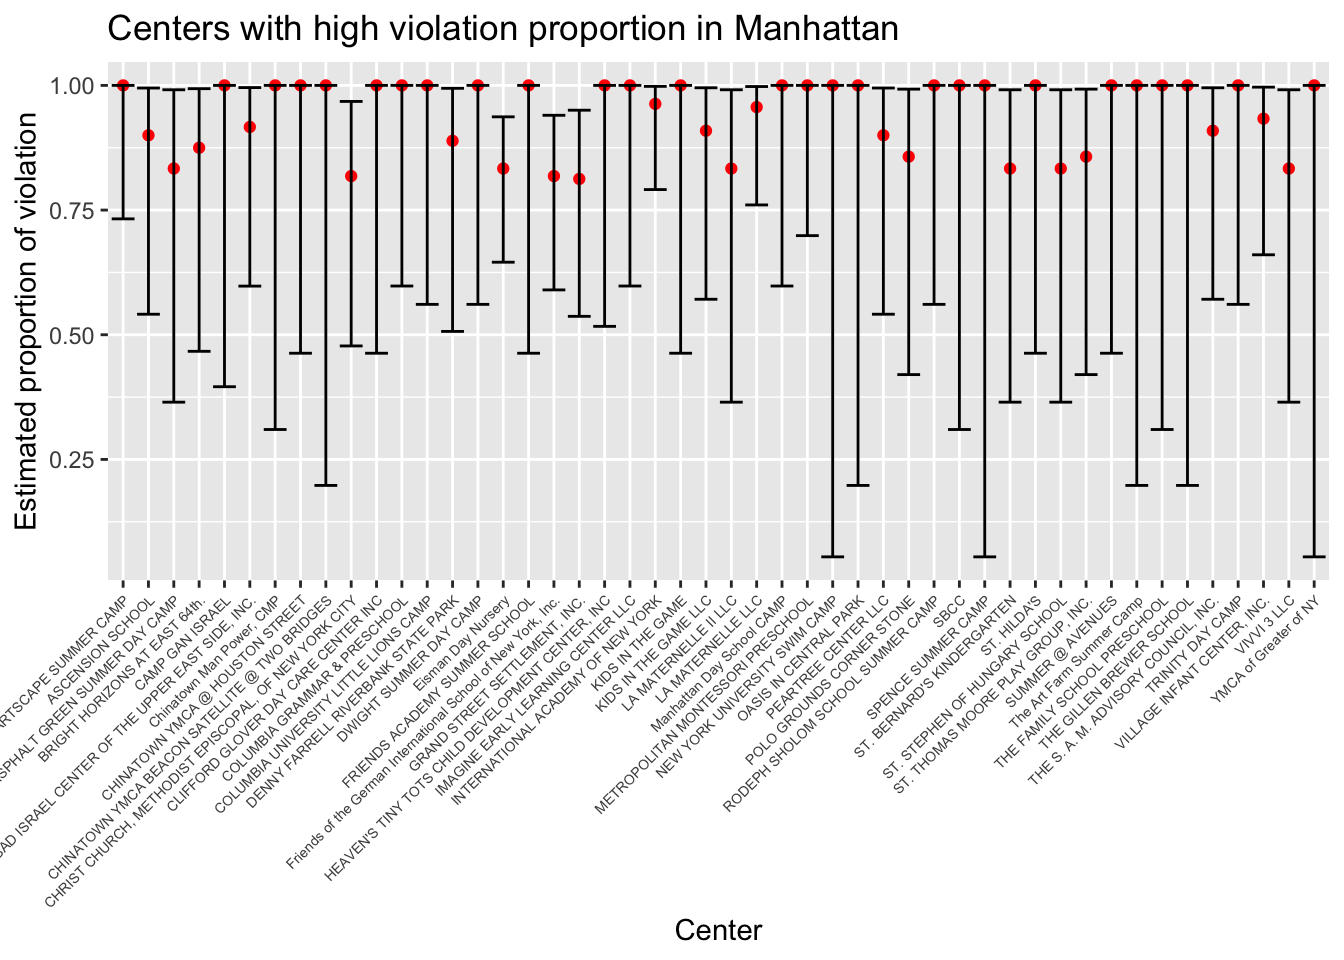 Centers with high violation proportion in Manhattan
Estimated proportion of violation
1.00
0.75
0.50
0.25
ARTSCAPE SUMMER CAMP
ASCENSION SCHOOL
ASPHALT GREEN SUMMER DAY CAMP
BRIGHT HORIZONS AT EAST 64th.
CAMP GAN ISRAEL
ISRAEL CENTER OF THE UPPER EAST SIDE, INC.
Chinatown Man Power, CMP
CHINATOWN YMCA @ HOUSTON STREET
CHINATOWN YMCA BEACON SATELLITE @ TWO BRIDGES
CHRIST CHURCH, METHODIST EPISCOPAL, OF NEW YORK CITY
CLIFFORD GLOVER DAY CARE CENTER INC
COLUMBIA GRAMMAR & PRESCHOOL
COLUMBIA UNIVERSITY LITTLE LIONS CAMP
DENNY FARRELL RIVERBANK STATE PARK
DWIGHT SUMMER DAY CAMP
Eisman Day Nursery
FRIENDS ACADEMY SUMMER SCHOOL
Friends of the German International School of New York, Inc.
GRAND STREET SETTLEMENT, INC.
HEAVEN'S TINY TOTS CHILD DEVELOPMENT CENTER, INC
IMAGINE EARLY LEARNING CENTER LLC
INTERNATIONAL ACADEMY OF NEW YORK
KIDS IN THE GAME
KIDS IN THE GAME LLC
LA MATERNELLE II LLC
LA MATERNELLE LLC
Manhattan Day School CAMP
METROPOLITAN MONTESSORI PRESCHOOL
NEW YORK UNIVERSITY SWIM CAMP
OASIS IN CENTRAL PARK
PEARTREE CENTER LLC
POLO GROUNDS CORNER STONE
RODEPH SHOLOM SCHOOL SUMMER CAMP
SBCC
SPENCE SUMMER CAMP
ST. BERNARD'S KINDERGARTEN
ST. HILDA'S
ST. STEPHEN OF HUNGARY SCHOOL
ST. THOMAS MOORE PLAY GROUP, INC.
SUMMER @ AVENUES
The Art Farm Summer Camp
THE FAMILY SCHOOL PRESCHOOL
THE GILLEN BREWER SCHOOL
THE S. A. M. ADVISORY COUNCIL, INC.
TRINITY DAY CAMP
VILLAGE INFANT CENTER, INC.
VIVVI 3 LLC
YMCA of Greater of NY
Center